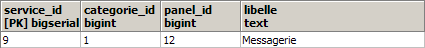 service_id categorie_id panel_id libelle
[PK] bigserial bigint bigint text
9 1 12 Messagerie